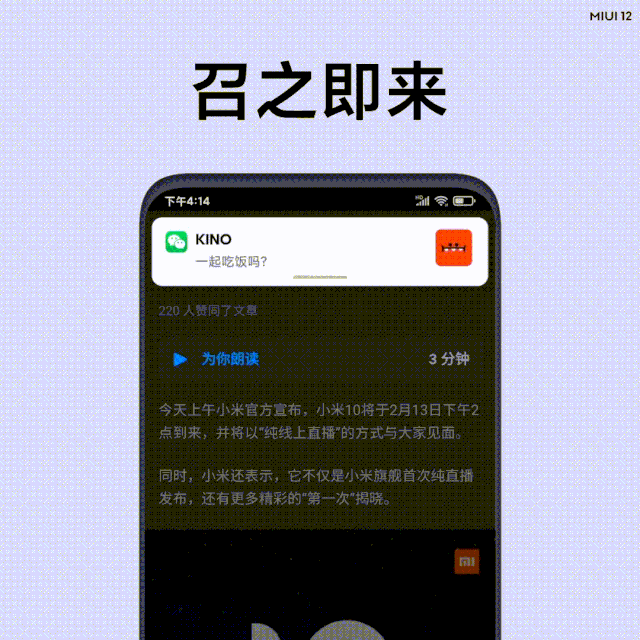 MIUI 12
召之即来
下午4:14
KINO
一起吃饭吗？
220 人赞同了文章
为你朗读
3 分钟
今天上午小米官方宣布，小米10将于2月13日下午2
点到来，并将以“纯线上直播”的方式与大家见面。
同时，小米还表示，它不仅是小米旗舰首次纯直播
发布，还有更多精彩的“第一次”揭晓。